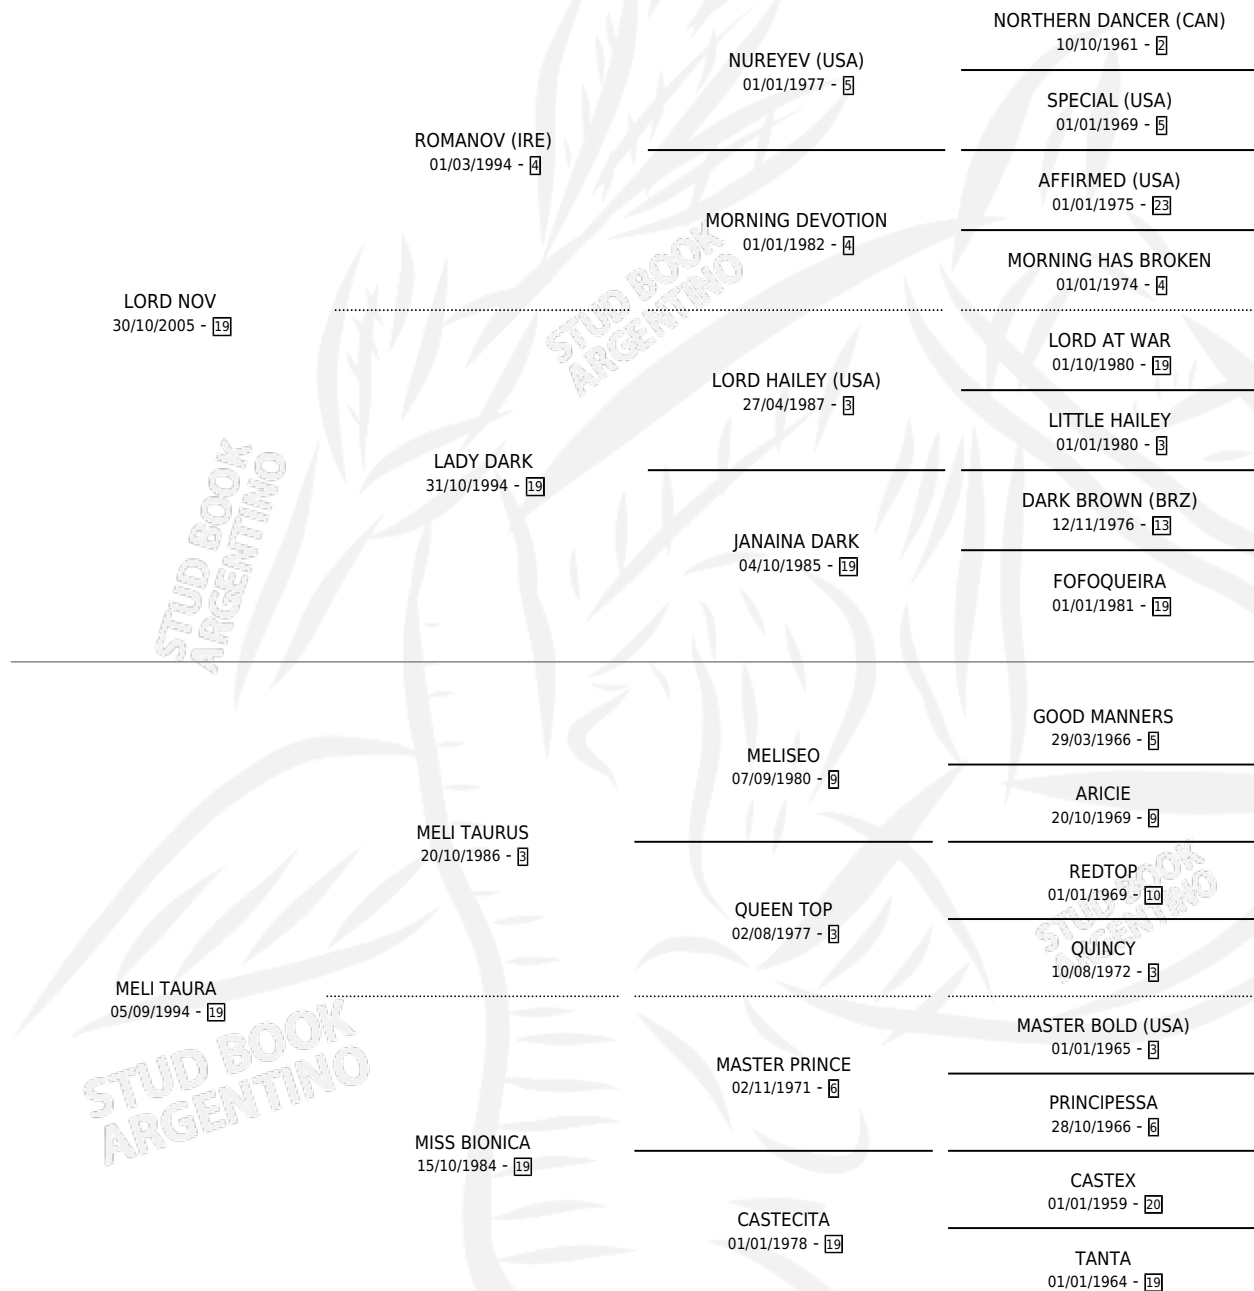 NORTHERN DANCER (CAN)
10/10/1961 - 2
NUREYEV (USA)
01/01/1977 - 5
SPECIAL (USA)
01/01/1969 - 5
ROMANOV (IRE)
01/03/1994 - 4
AFFIRMED (USA)
01/01/1975 - 23
MORNING DEVOTION
01/01/1982 - 4
MORNING HAS BROKEN
01/01/1974 - 4
LORD NOV
30/10/2005 - 19
LORD AT WAR
01/10/1980 - 19
LORD HAILEY (USA)
27/04/1987 - 3
LITTLE HAILEY
01/01/1980 - 3
LADY DARK
31/10/1994 - 19
DARK BROWN (BRZ)
12/11/1976 - 13
JANAINA DARK
04/10/1985 - 19
FOFOQUEIRA
01/01/1981 - 19
STUD BOOK
ARGENTINO
STUD BOOK
ARGENTINO
GOOD MANNERS
29/03/1966 - 5
MELISEO
07/09/1980 - 9
ARICIE
20/10/1969 - 9
MELI TAURUS
20/10/1986 - 3
REDTOP
01/01/1969 - 10
QUEEN TOP
02/08/1977 - 3
QUINCY
10/08/1972 - 3
STUD BOOK
ARGENTINO
MELI TAURA
05/09/1994 - 19
MASTER BOLD (USA)
01/01/1965 - 3
MASTER PRINCE
02/11/1971 - 6
PRINCIPESSA
28/10/1966 - 6
STUD BOOK
ARGENTINO
MISS BIONICA
15/10/1984 - 19
CASTEX
01/01/1959 - 20
CASTECITA
01/01/1978 - 19
TANTA
01/01/1964 - 19